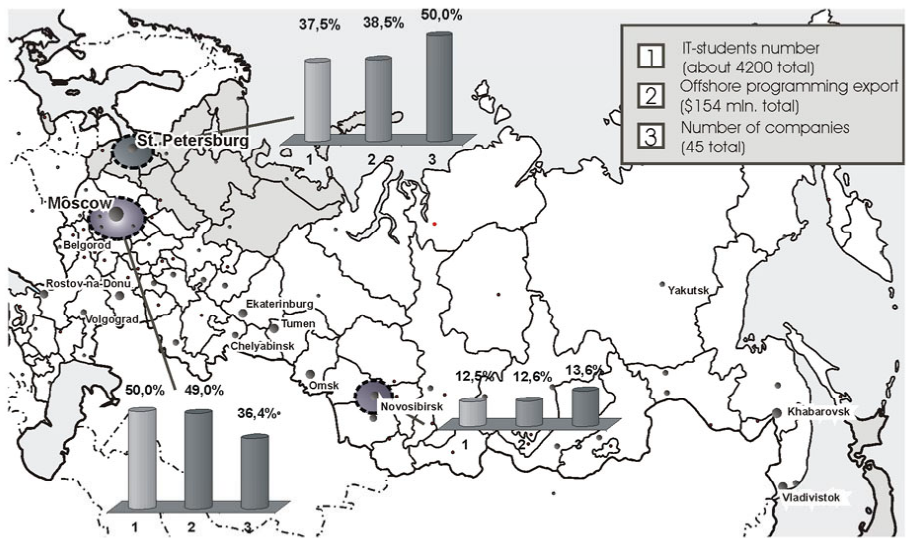 37,5%
38,5%
50,0%
1
2
3
1
IT-students number
(about 4200 total)
2
Offshore programming export
($154 mln. total)
3
Number of companies
(45 total)
St. Petersburg
Moscow
Belgorod
Rostov-na-Donu
Volgograd
Ekaterinburg
Tumen
Chelyabinsk
Omsk
Novosibirsk
Yakutsk
Khabarovsk
Vladivistok
50,0%
49,0%
36,4%
1
2
3
12,5%
12,6%
13,6%
1
2
3